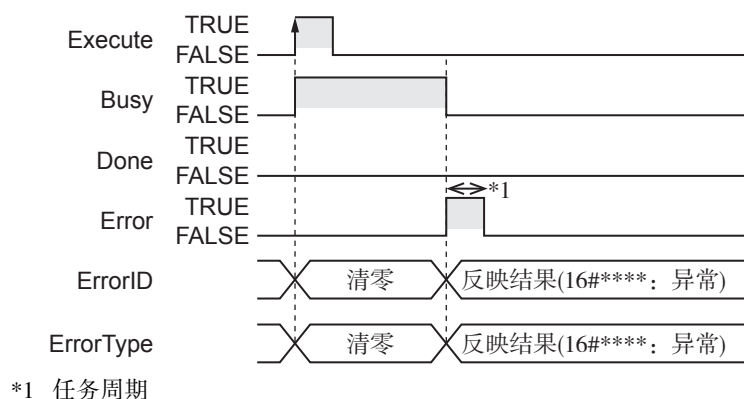 Execute TRUE
FALSE
Busy TRUE
FALSE
Done TRUE
FALSE
*1
Error TRUE
FALSE
ErrorID 清零 反映结果(16#****：异常)
ErrorType 清零 反映结果(16#****：异常)
*1 任务周期